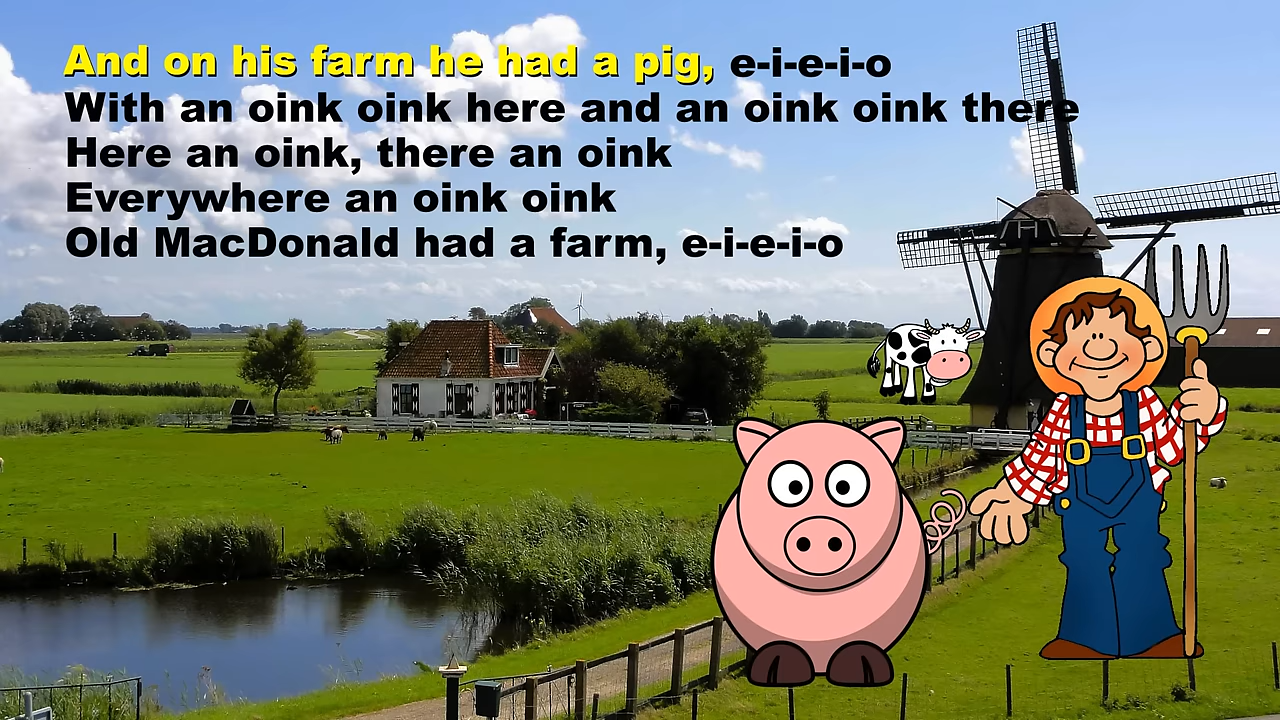 And on his farm he had a pig, e-i-e-i-o
With an oink oink here and an oink oink there
Here an oink, there an oink
Everywhere an oink oink
Old MacDonald had a farm, e-i-e-i-o